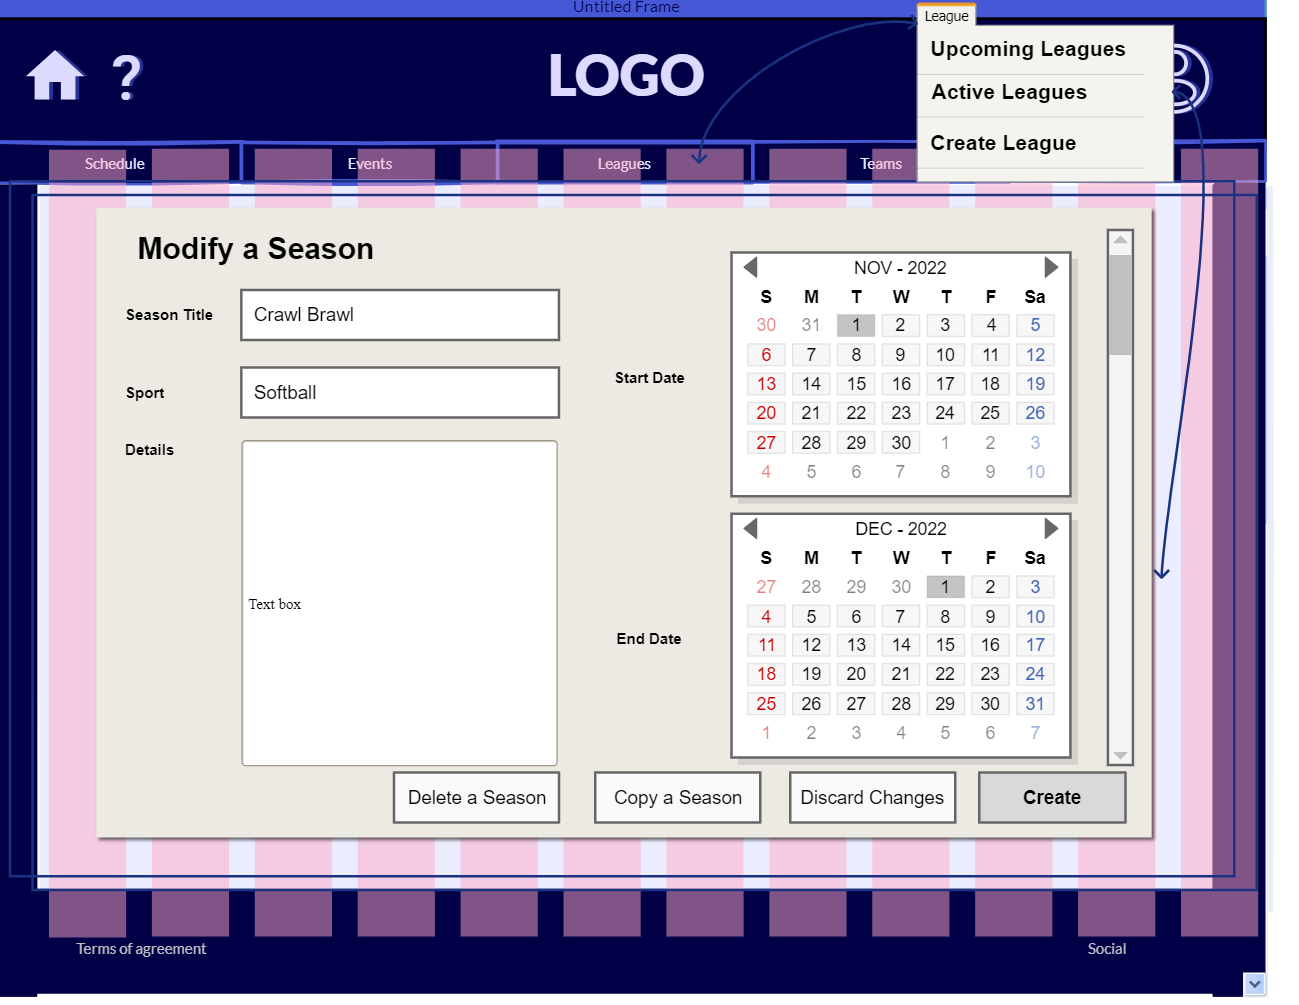 Untitled Frame
League
Upcoming Leagues
Active Leagues
Create League
?
LOGO
Schedule
Events
Leagues
Teams
Modify a Season
Season Title
Crawl Brawl
Sport
Softball
Details
Text box
Start Date
NOV - 2022
S M T W T F Sa
30 31 1 2 3 4 5
6 7 8 9 10 11 12
13 14 15 16 17 18 19
20 21 22 23 24 25 26
27 28 29 30 1 2 3
4 5 6 7 8 9 10
End Date
DEC - 2022
S M T W T F Sa
27 28 29 30 1 2 3
4 5 6 7 8 9 10
11 12 13 14 15 16 17
18 19 20 21 22 23 24
25 26 27 28 29 30 31
1 2 3 4 5 6 7
Delete a Season
Copy a Season
Discard Changes
Create
Terms of agreement
Social